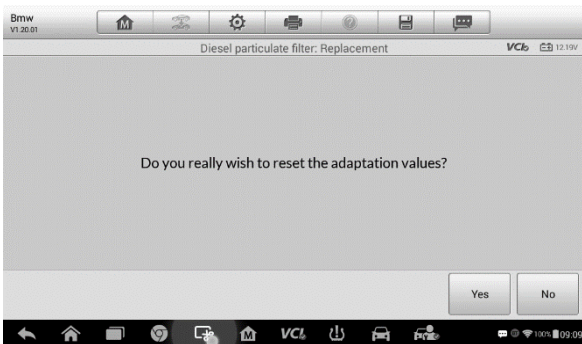 Bmw
V1.20.01
M
Diesel particulate filter: Replacement
VCI 12.19V
Do you really wish to reset the adaptation values?
Yes
No
M
VCI
100% 09:09